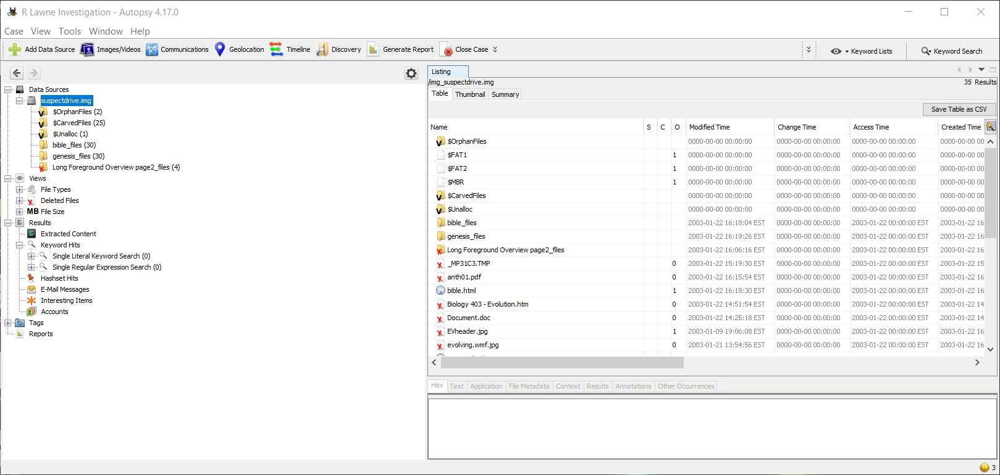 R Lawne Investigation - Autopsy 4.17.0
Case View Tools Window Help
Add Data Source Images/Videos Communications Geolocation Timeline Discovery Generate Report Close Case Keyword Lists Keyword Search
Data Sources
suspectdrive.img
$OrphanFiles (2)
$CarvedFiles (25)
$Unalloc (1)
bible_files (30)
genesis_files (30)
Long Foreground Overview page2_files (4)
Views
File Types
Deleted Files
MB File Size
Results
Extracted Content
Keyword Hits
Single Literal Keyword Search (0)
Single Regular Expression Search (0)
Hashset Hits
E-Mail Messages
Interesting Items
Accounts
Tags
Reports
Listing
/img_suspectdrive.img 35 Results
Table Thumbnail Summary
Save Table as CSV
Name S C O Modified Time Change Time Access Time Created Time
$OrphanFiles 0000-00-00 00:00:00 0000-00-00 00:00:00 0000-00-00 00:00:00 0000-00-00 00
$FAT1 1 0000-00-00 00:00:00 0000-00-00 00:00:00 0000-00-00 00:00:00 0000-00-00 00
$FAT2 1 0000-00-00 00:00:00 0000-00-00 00:00:00 0000-00-00 00:00:00 0000-00-00 00
$MBR 1 0000-00-00 00:00:00 0000-00-00 00:00:00 0000-00-00 00:00:00 0000-00-00 00
$CarvedFiles 0000-00-00 00:00:00 0000-00-00 00:00:00 0000-00-00 00:00:00 0000-00-00 00
$Unalloc 0000-00-00 00:00:00 0000-00-00 00:00:00 0000-00-00 00:00:00 0000-00-00 00
bible_files 2003-01-22 16:18:04 EST 0000-00-00 00:00:00 2003-01-22 00:00:00 EST 2003-01-22 16
genesis_files 2003-01-22 16:19:26 EST 0000-00-00 00:00:00 2003-01-22 00:00:00 EST 2003-01-22 16
Long Foreground Overview page2_files 2003-01-22 16:06:16 EST 0000-00-00 00:00:00 2003-01-22 00:00:00 EST 2003-01-22 16
_MP31C3.TMP 0 2003-01-22 15:19:30 EST 0000-00-00 00:00:00 2003-01-22 00:00:00 EST 2003-01-22 15
anth01.pdf 0 2003-01-22 16:15:54 EST 0000-00-00 00:00:00 2003-01-22 00:00:00 EST 2003-01-22 16
bible.html 1 2003-01-22 16:18:30 EST 0000-00-00 00:00:00 2003-01-22 00:00:00 EST 2003-01-22 16
Biology 403 - Evolution.htm 0 2003-01-22 14:51:54 EST 0000-00-00 00:00:00 2003-01-22 00:00:00 EST 2003-01-22 14
Document.doc 0 2003-01-22 14:25:18 EST 0000-00-00 00:00:00 2003-01-22 00:00:00 EST 2003-01-22 14
EVheader.jpg 1 2003-01-09 19:06:08 EST 0000-00-00 00:00:00 2003-01-22 00:00:00 EST 2003-01-22 16
evolving.wmf.jpg 0 2003-01-21 13:54:56 EST 0000-00-00 00:00:00 2003-01-22 00:00:00 EST 2003-01-22 16
Hex Text Application File Metadata Context Results Annotations Other Occurrences
3